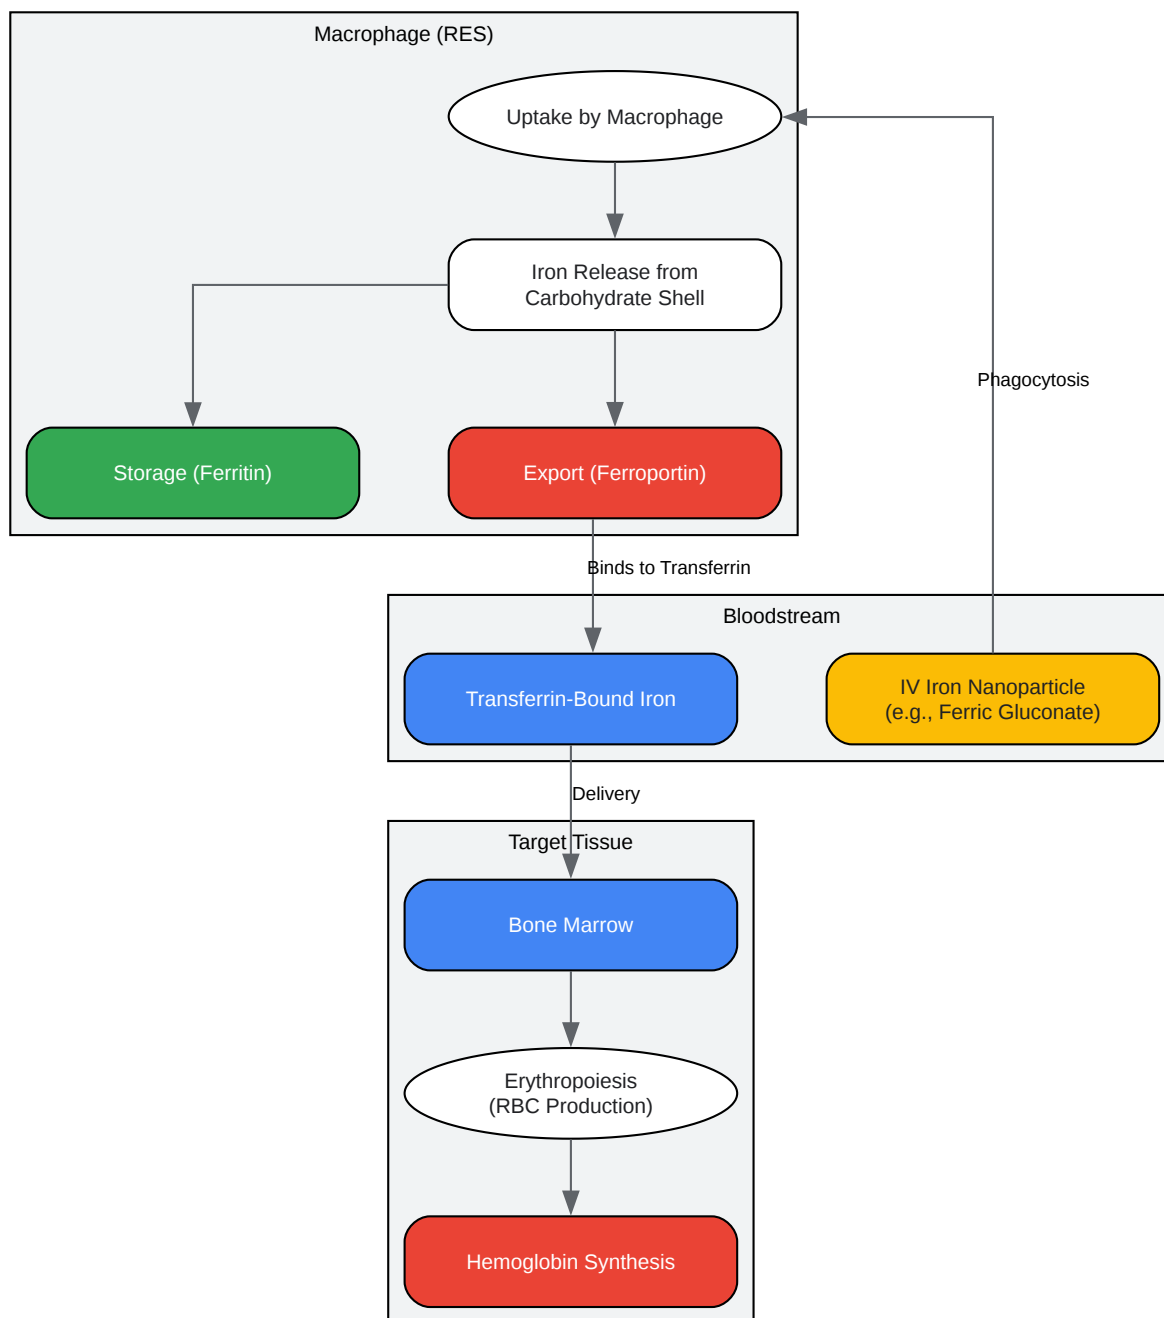 Macrophage (RES)
Uptake by Macrophage
Iron Release from
Carbohydrate Shell
Phagocytosis
Storage (Ferritin)
Export (Ferroportin)
Binds to Transferrin
Bloodstream
Transferrin-Bound Iron
IV Iron Nanoparticle
(e.g., Ferric Gluconate)
Delivery
Target Tissue
Bone Marrow
Erythropoiesis
(RBC Production)
Hemoglobin Synthesis